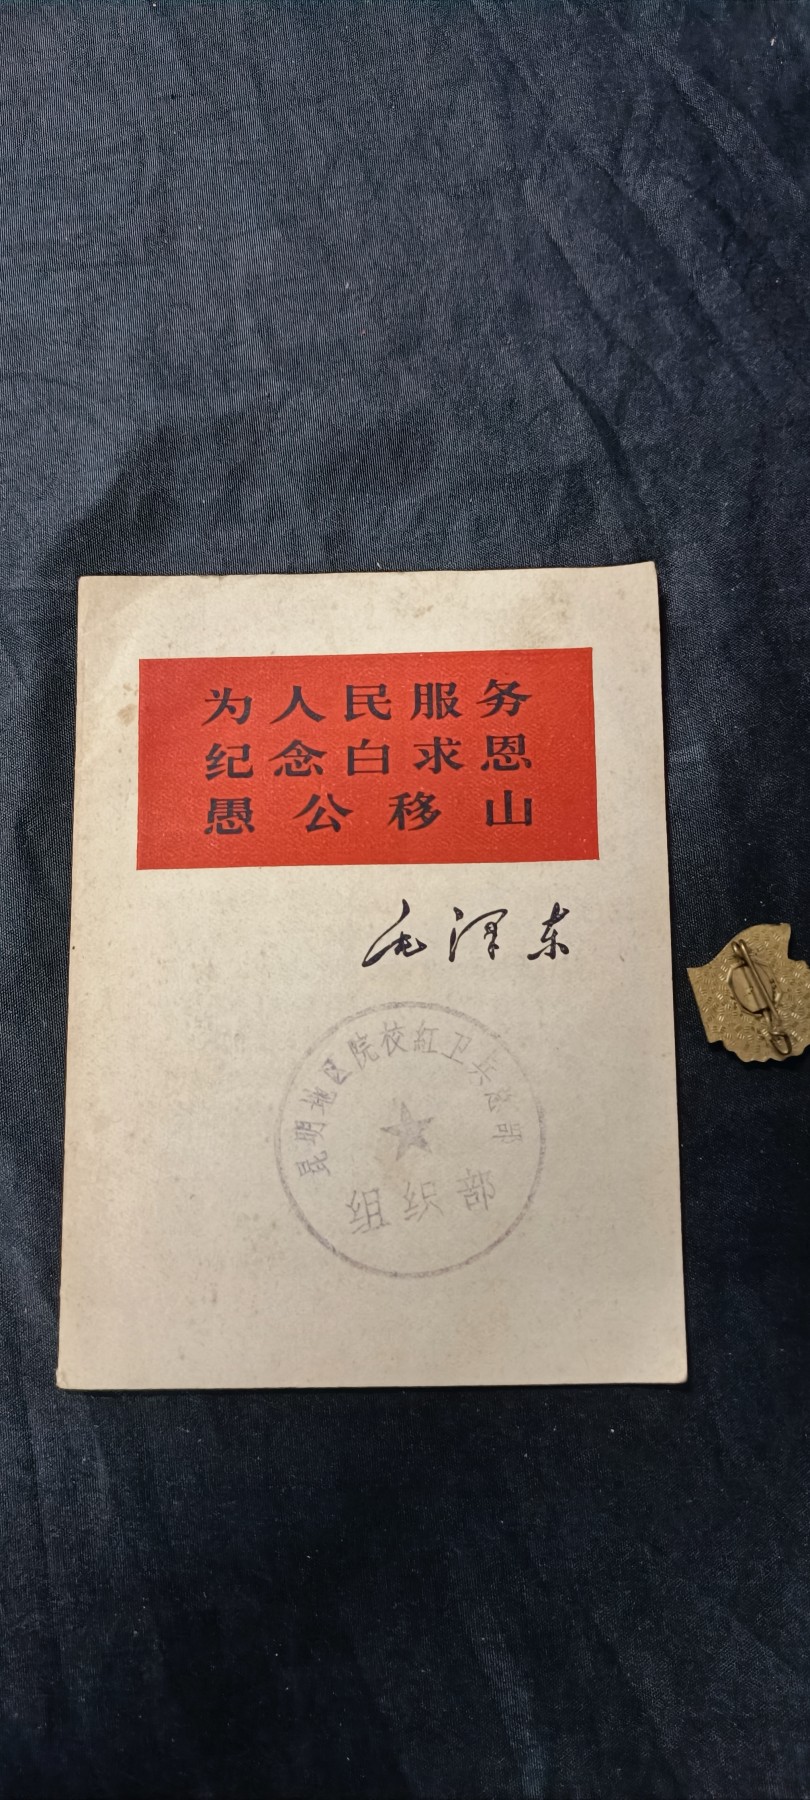 为人民服务
纪念白求恩
愚公移山
毛泽东
昆明地区院校紅卫兵总部
组织部